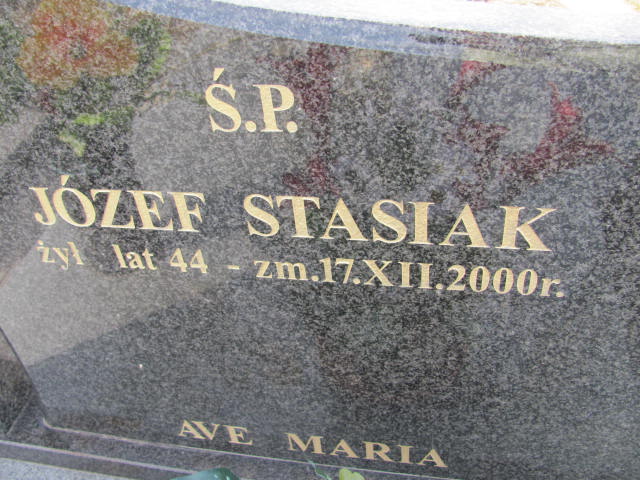 Ś.P.
JÓZEF STASIAK
żył lat 44 - zm.17.XII.2000r.
AVE MARIA